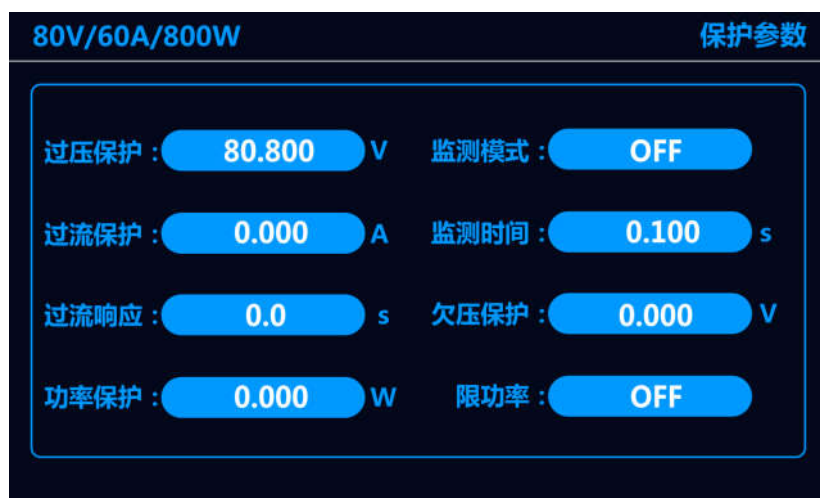 80V/60A/800W 保护参数
过压保护：80.800 V 监测模式：OFF
过流保护：0.000 A 监测时间：0.100 s
过流响应：0.0 s 欠压保护：0.000 V
功率保护：0.000 W 限功率：OFF